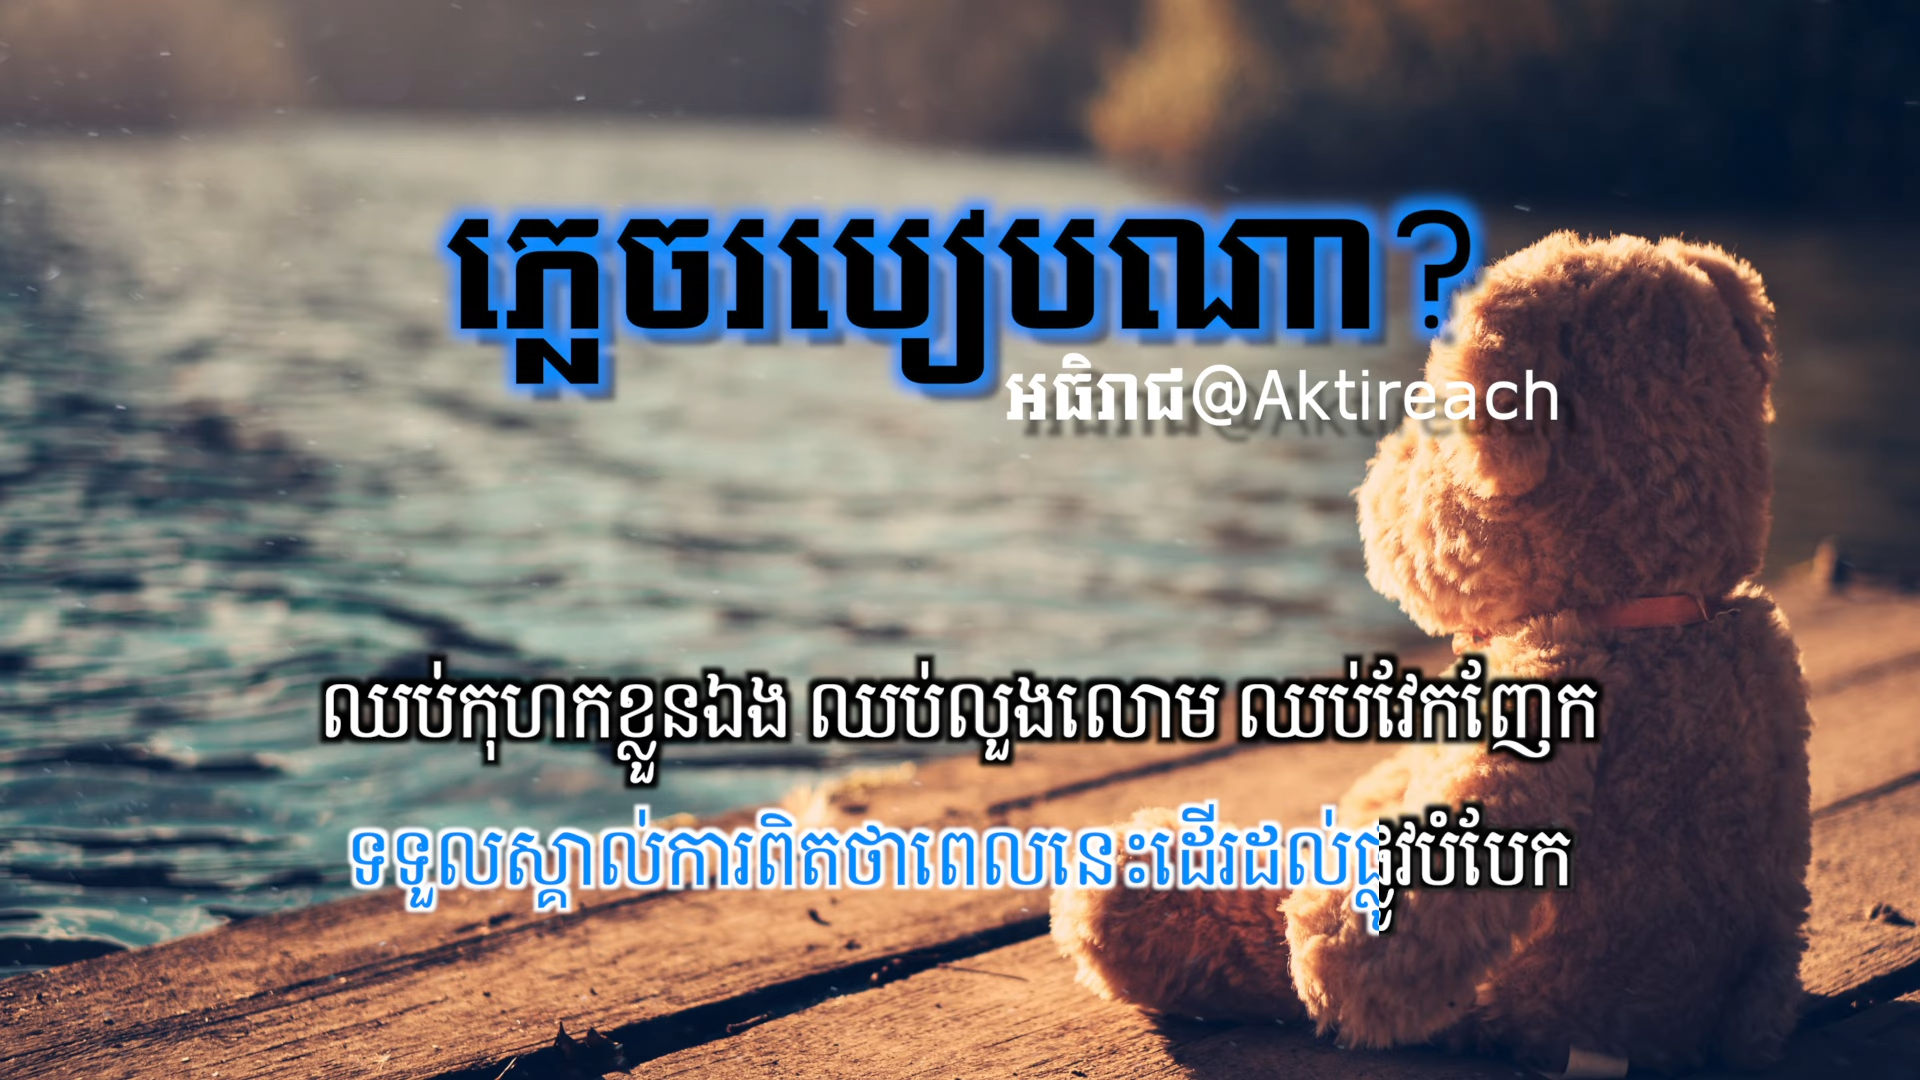 ភ្លេចរបៀបណា?
អធិរាជ@Aktireach
ឈប់កុហកខ្លួនឯង ឈប់លួងលោម ឈប់វែកញែក
ទទួលស្គាល់ការពិតថាពេលនេះដើរដល់ផ្លូវបំបែក